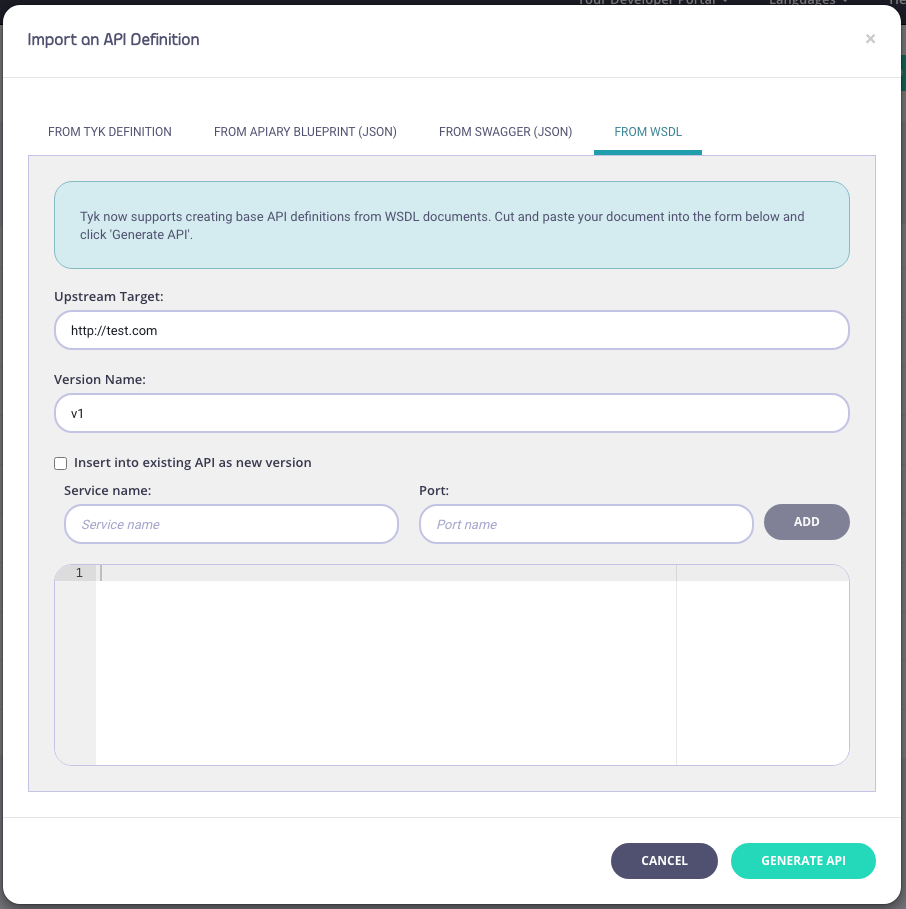 Your Developer Portal
Languages
Import an API Definition
×
FROM TYK DEFINITION
FROM APIARY BLUEPRINT (JSON)
FROM SWAGGER (JSON)
FROM WSDL
Tyk now supports creating base API definitions from WSDL documents. Cut and paste your document into the form below and
click 'Generate API'.
Upstream Target:
http://test.com
Version Name:
v1
Insert into existing API as new version
Service name:
Port:
Service name
Port name
ADD
1
CANCEL
GENERATE API